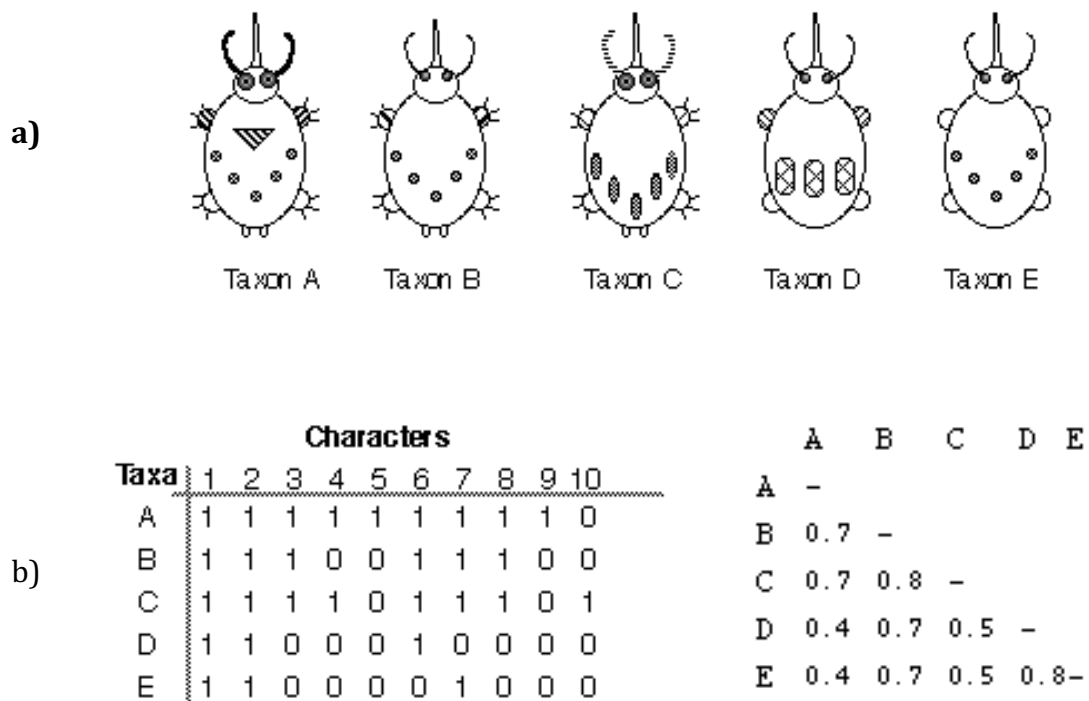 a)
Taxon A Taxon B Taxon C Taxon D Taxon E
b)
Characters
Taxa 1 2 3 4 5 6 7 8 9 10
A 1 1 1 1 1 1 1 1 1 0
B 1 1 1 0 0 1 1 1 0 0
C 1 1 1 1 0 1 1 1 0 1
D 1 1 0 0 0 1 0 0 0 0
E 1 1 0 0 0 0 1 0 0 0
A B C D E
A -
B 0.7 -
C 0.7 0.8 -
D 0.4 0.7 0.5 -
E 0.4 0.7 0.5 0.8-